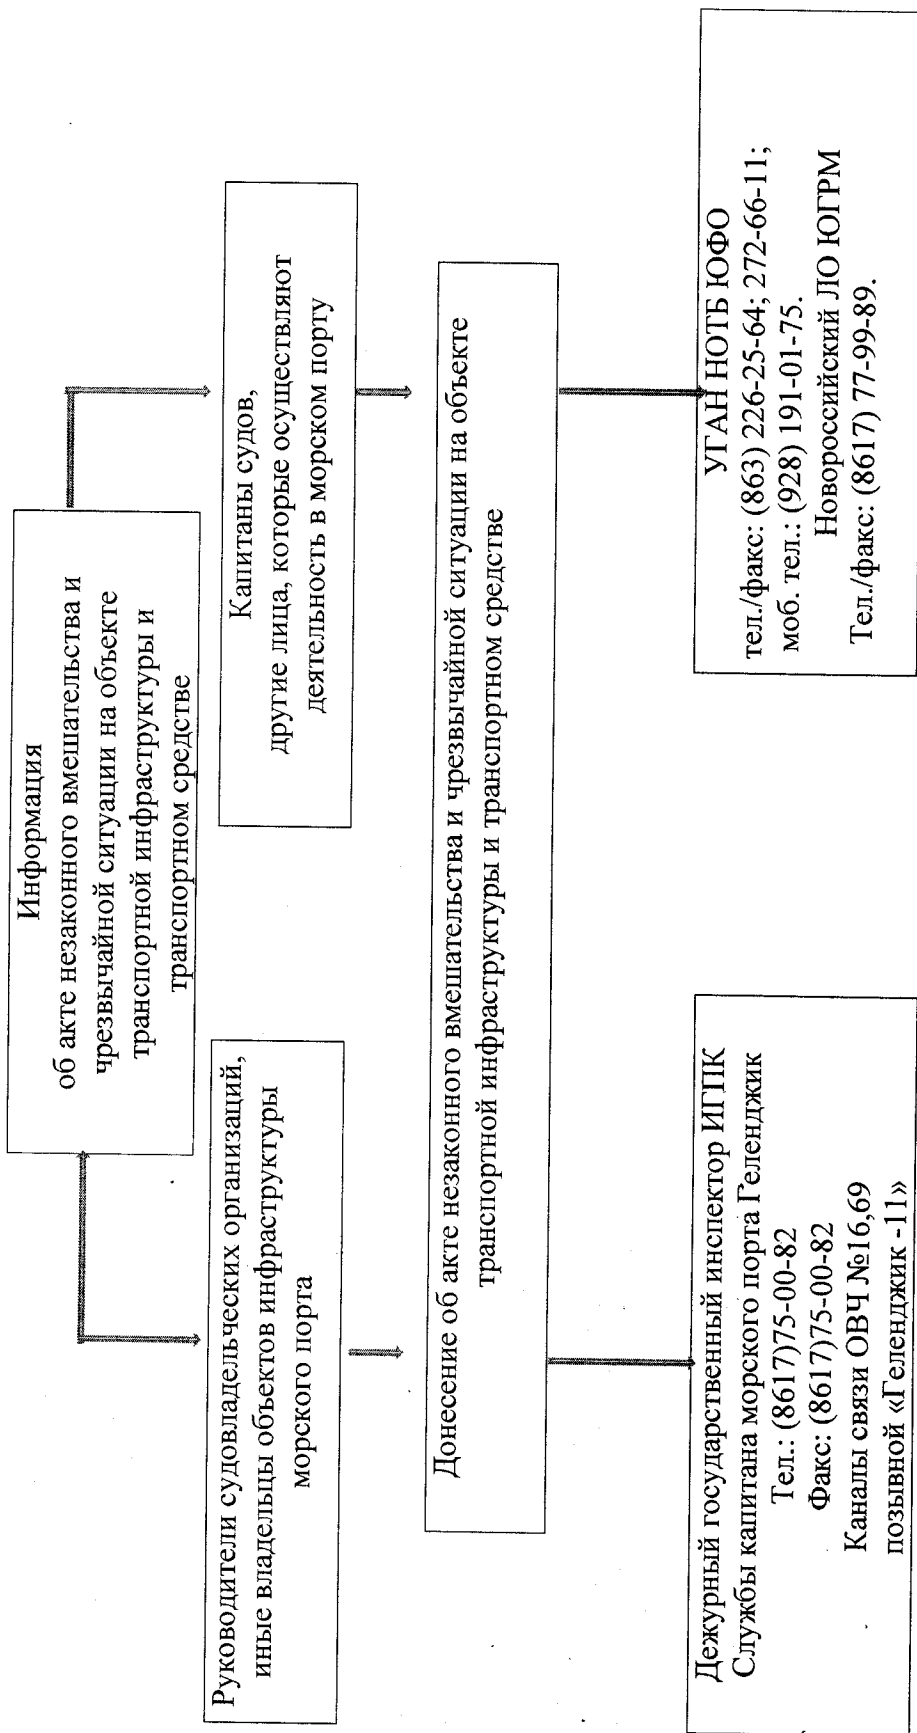 Информация
об акте незаконного вмешательства и
чрезвычайной ситуации на объекте
транспортной инфраструктуры и
транспортном средстве
Руководители судовладельческих организаций,
иные владельцы объектов инфраструктуры
морского порта
Капитаны судов,
другие лица, которые осуществляют
деятельность в морском порту
Донесение об акте незаконного вмешательства и чрезвычайной ситуации на объекте
транспортной инфраструктуры и транспортном средстве
Дежурный государственный инспектор ИГПК
Службы капитана морского порта Геленджик
Тел.: (8617)75-00-82
Факс: (8617)75-00-82
Каналы связи ОВЧ №16,69
позывной «Геленджик -11»
УГАН НОТБ ЮФО
тел./факс: (863) 226-25-64; 272-66-11;
моб. тел.: (928) 191-01-75.
Новороссийский ЛО ЮГРМ
Тел./факс: (8617) 77-99-89.